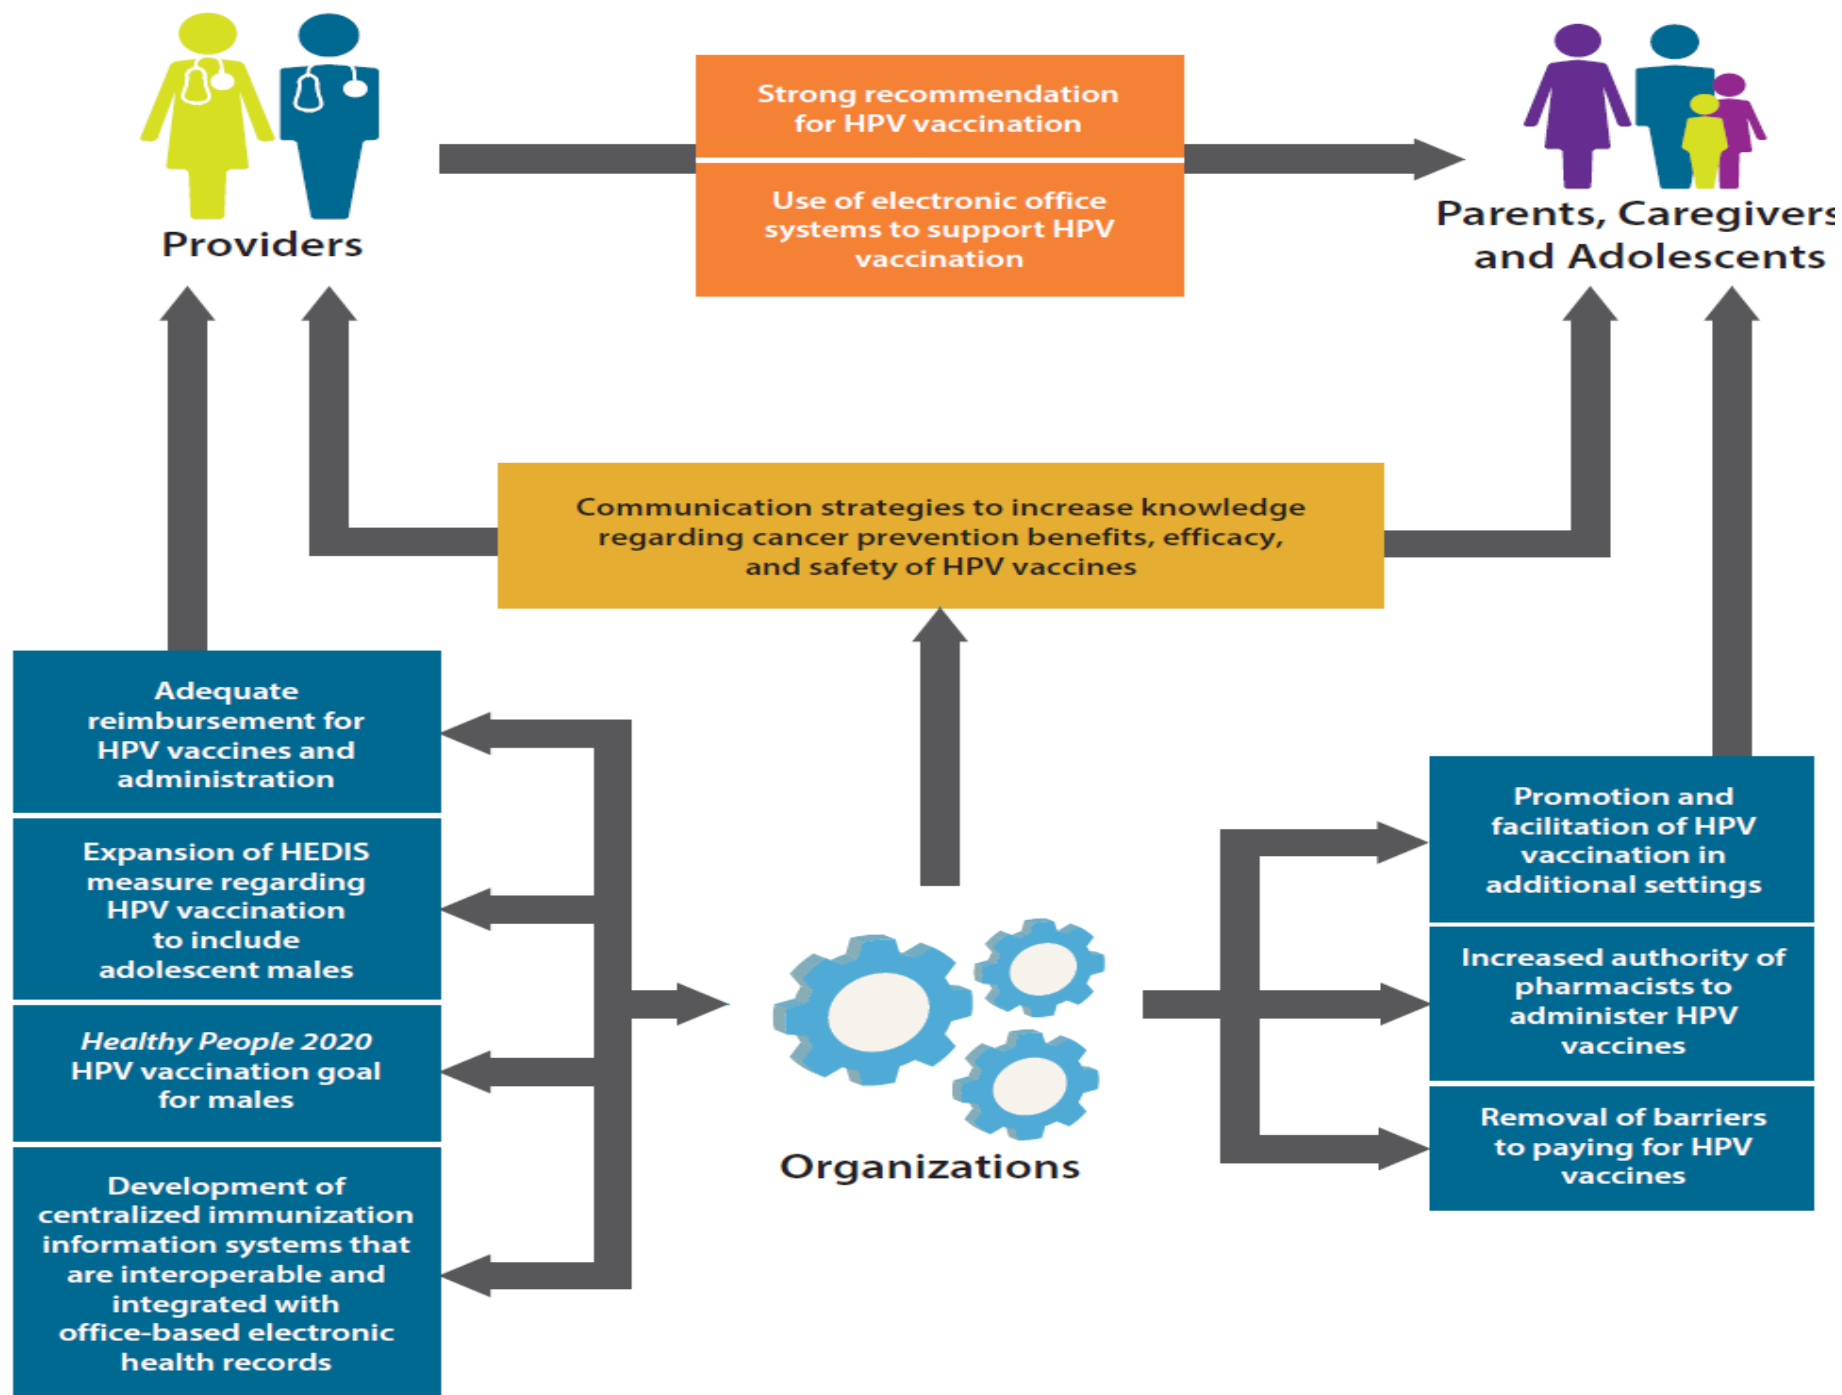 Strong recommendation
for HPV vaccination
Use of electronic office
systems to support HPV
vaccination
Providers
Parents, Caregivers
and Adolescents
Communication strategies to increase knowledge
regarding cancer prevention benefits, efficacy,
and safety of HPV vaccines
Adequate
reimbursement for
HPV vaccines and
administration
Expansion of HEDIS
measure regarding
HPV vaccination
to include
adolescent males
Healthy People 2020
HPV vaccination goal
for males
Development of
centralized immunization
information systems that
are interoperable and
integrated with
office-based electronic
health records
Organizations
Promotion and
facilitation of HPV
vaccination in
additional settings
Increased authority of
pharmacists to
administer HPV
vaccines
Removal of barriers
to paying for HPV
vaccines